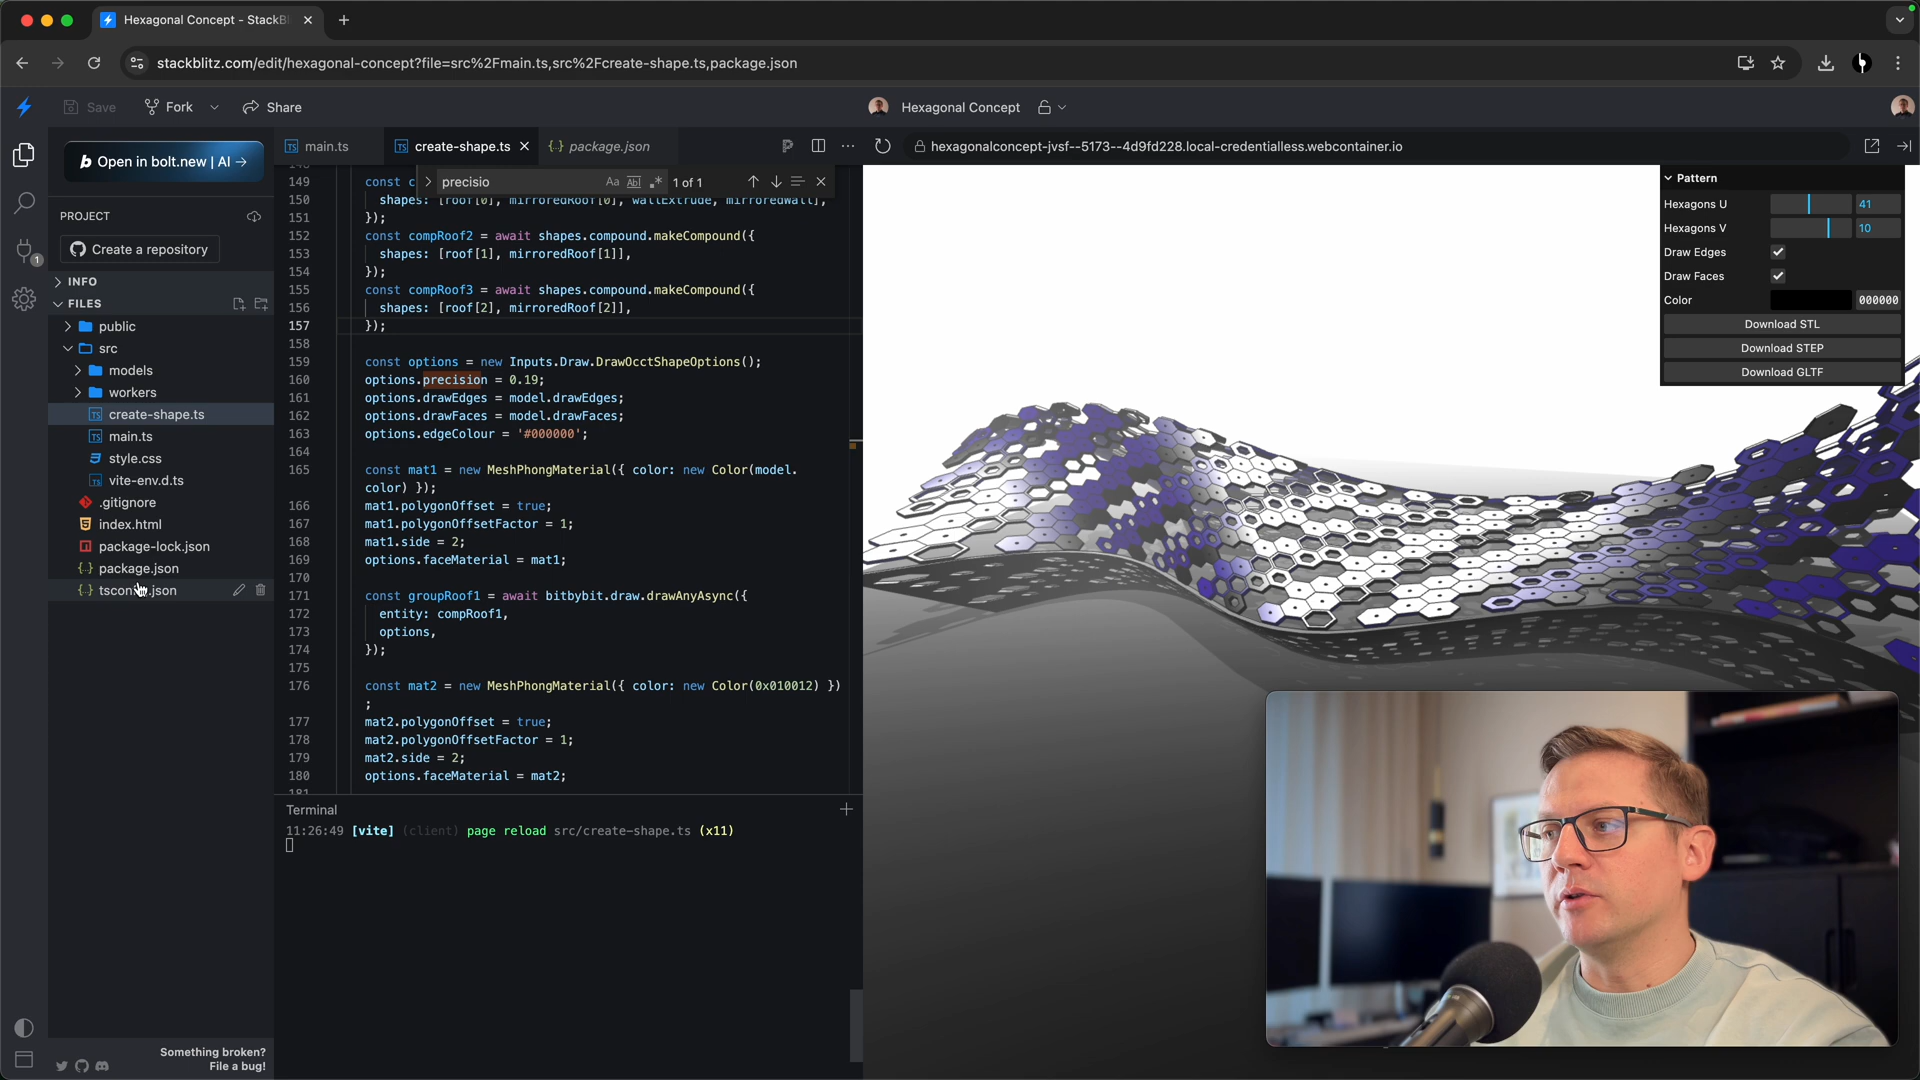 Hexagonal Concept - StackBl
stackblitz.com/edit/hexagonal-concept?file=src%2Fmain.ts,src%2Fcreate-shape.ts,package.json
Save
Fork
Share
Hexagonal Concept
b Open in bolt.new | AI →
main.ts
create-shape.ts
package.json
hexagonalconcept-jvsf--5173--4d9fd228.local-credentialless.webcontainer.io
1
PROJECT
Create a repository
INFO
FILES
public
src
models
workers
create-shape.ts
main.ts
style.css
vite-env.d.ts
.gitignore
index.html
package-lock.json
package.json
.json
Something broken?
File a bug!
precisio
Aa
1 of 1
149 const c
150 shapes: [roof[0], mirroredRoof[0], wallExtrude, mirroredWall],
151 });
152 const compRoof2 = await shapes.compound.makeCompound({
153 shapes: [roof[1], mirroredRoof[1]],
154 });
155 const compRoof3 = await shapes.compound.makeCompound({
156 shapes: [roof[2], mirroredRoof[2]],
157 });
158
159 const options = new Inputs.Draw.DrawOcctShapeOptions();
160 options.precision = 0.19;
161 options.drawEdges = model.drawEdges;
162 options.drawFaces = model.drawFaces;
163 options.edgeColour = '#000000';
164
165 const mat1 = new MeshPhongMaterial({ color: new Color(model.
color) });
166 mat1.polygonOffset = true;
167 mat1.polygonOffsetFactor = 1;
168 mat1.side = 2;
169 options.faceMaterial = mat1;
170
171 const groupRoof1 = await bitbybit.draw.drawAnyAsync({
172 entity: compRoof1,
173 options,
174 });
175
176 const mat2 = new MeshPhongMaterial({ color: new Color(0x010012) })
;
177 mat2.polygonOffset = true;
178 mat2.polygonOffsetFactor = 1;
179 mat2.side = 2;
180 options.faceMaterial = mat2;
181
Terminal
11:26:49 [vite] (client) page reload src/create-shape.ts (x11)
Pattern
Hexagons U 41
Hexagons V 10
Draw Edges
Draw Faces
Color 000000
Download STL
Download STEP
Download GLTF